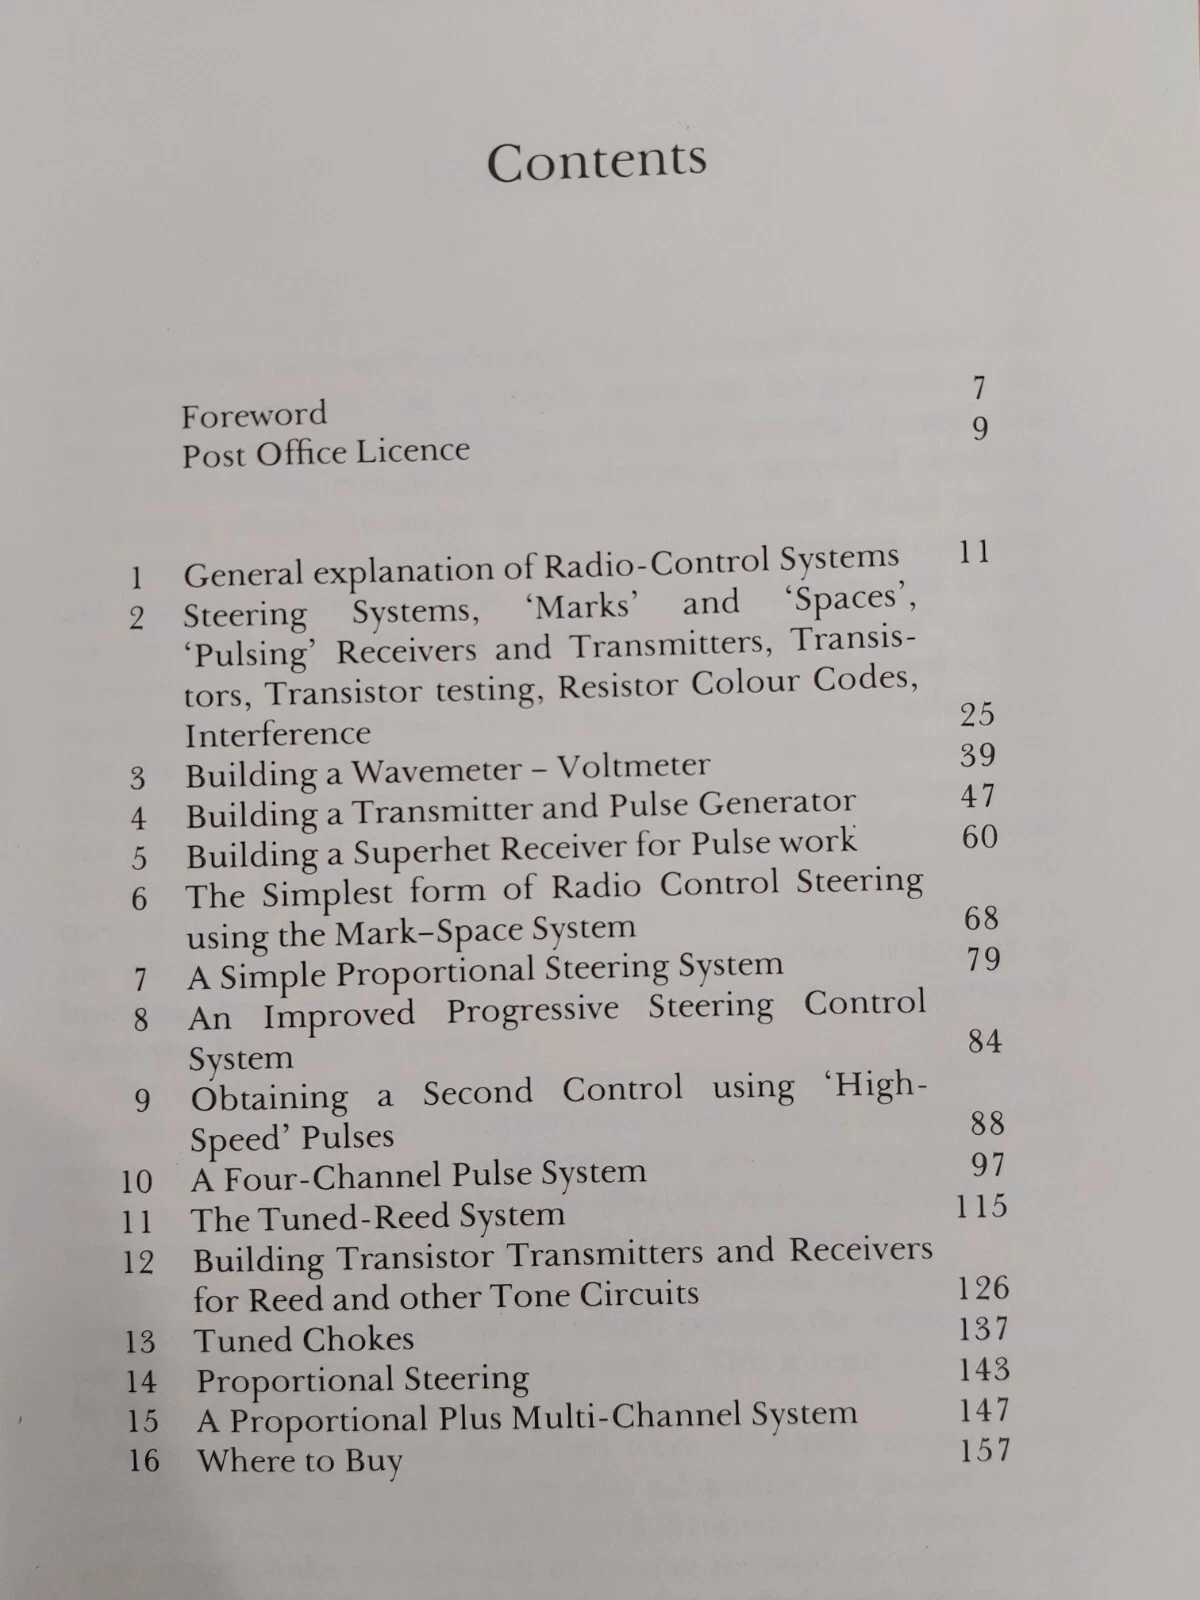 Contents
Foreword 7
Post Office Licence 9
1 General explanation of Radio-Control Systems 11
2 Steering Systems, ‘Marks’ and ‘Spaces’,
‘Pulsing’ Receivers and Transmitters, Transis-
tors, Transistor testing, Resistor Colour Codes,
Interference 25
3 Building a Wavemeter – Voltmeter 39
4 Building a Transmitter and Pulse Generator 47
5 Building a Superhet Receiver for Pulse work 60
6 The Simplest form of Radio Control Steering
using the Mark–Space System 68
7 A Simple Proportional Steering System 79
8 An Improved Progressive Steering Control
System 84
9 Obtaining a Second Control using ‘High-
Speed’ Pulses 88
10 A Four-Channel Pulse System 97
11 The Tuned-Reed System 115
12 Building Transistor Transmitters and Receivers
for Reed and other Tone Circuits 126
13 Tuned Chokes 137
14 Proportional Steering 143
15 A Proportional Plus Multi-Channel System 147
16 Where to Buy 157